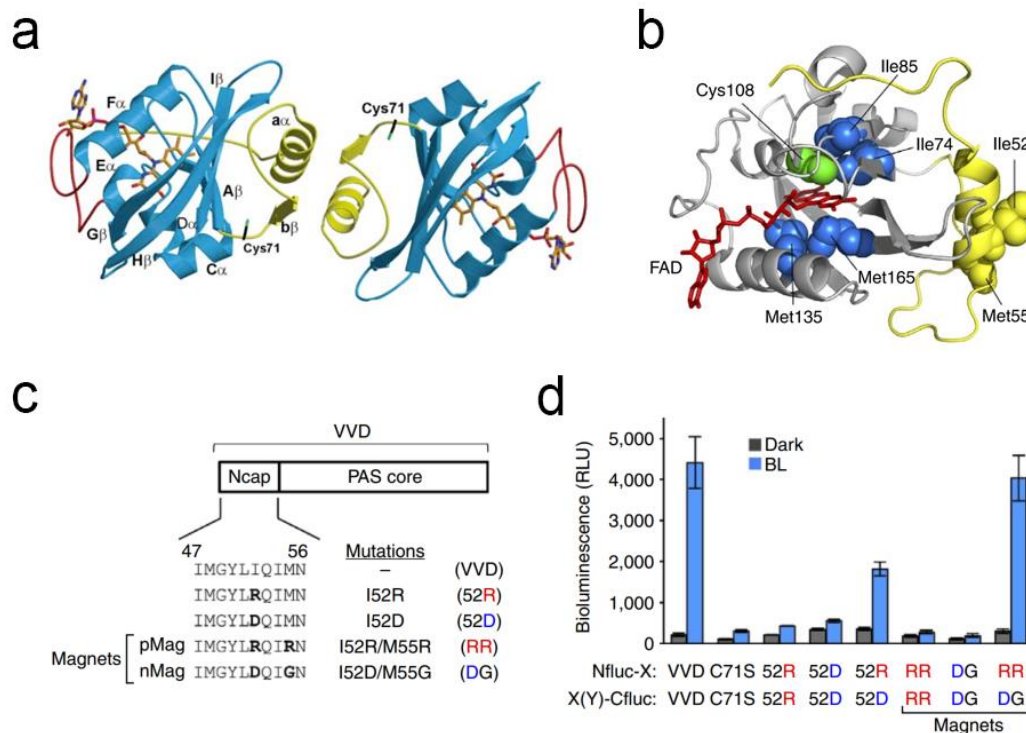 a
Iβ
Fα
aα
Cys71
Eα
Aβ
Dα
bβ
Gβ
Cys71
Hβ
Cα
b
Ile85
Cys108
Ile52
Ile74
FAD
Met165
Met135
Met55
c
VVD
Ncap PAS core
47 56 Mutations
IMGYLIQIMN – (VVD)
IMGYLRQIMN I52R (52R)
IMGYLDQIMN I52D (52D)
Magnets
pMag IMGYLRQIRN I52R/M55R (RR)
nMag IMGYLDQIGN I52D/M55G (DG)
d
Bioluminescence (RLU)
5,000
4,000
3,000
2,000
1,000
0
Dark
BL
Nfluc-X: VVD C71S 52R 52D 52R RR DG RR
X(Y)-Cfluc: VVD C71S 52R 52D 52D RR DG DG
Magnets